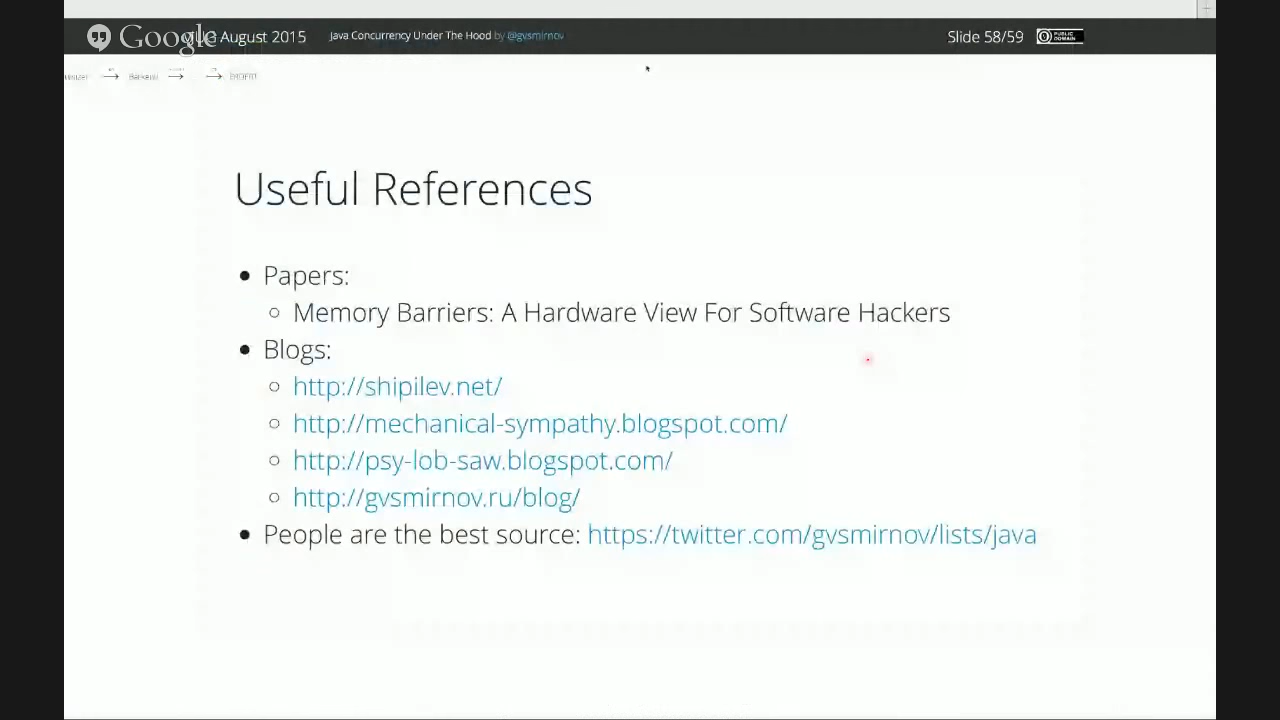 Google
August 2015
Java Concurrency Under The Hood by @gvsmirnov
Slide 58/59
PUBLIC DOMAIN
Useful References
• Papers:
○ Memory Barriers: A Hardware View For Software Hackers
• Blogs:
○ http://shipilev.net/
○ http://mechanical-sympathy.blogspot.com/
○ http://psy-lob-saw.blogspot.com/
○ http://gvsmirnov.ru/blog/
• People are the best source: https://twitter.com/gvsmirnov/lists/java